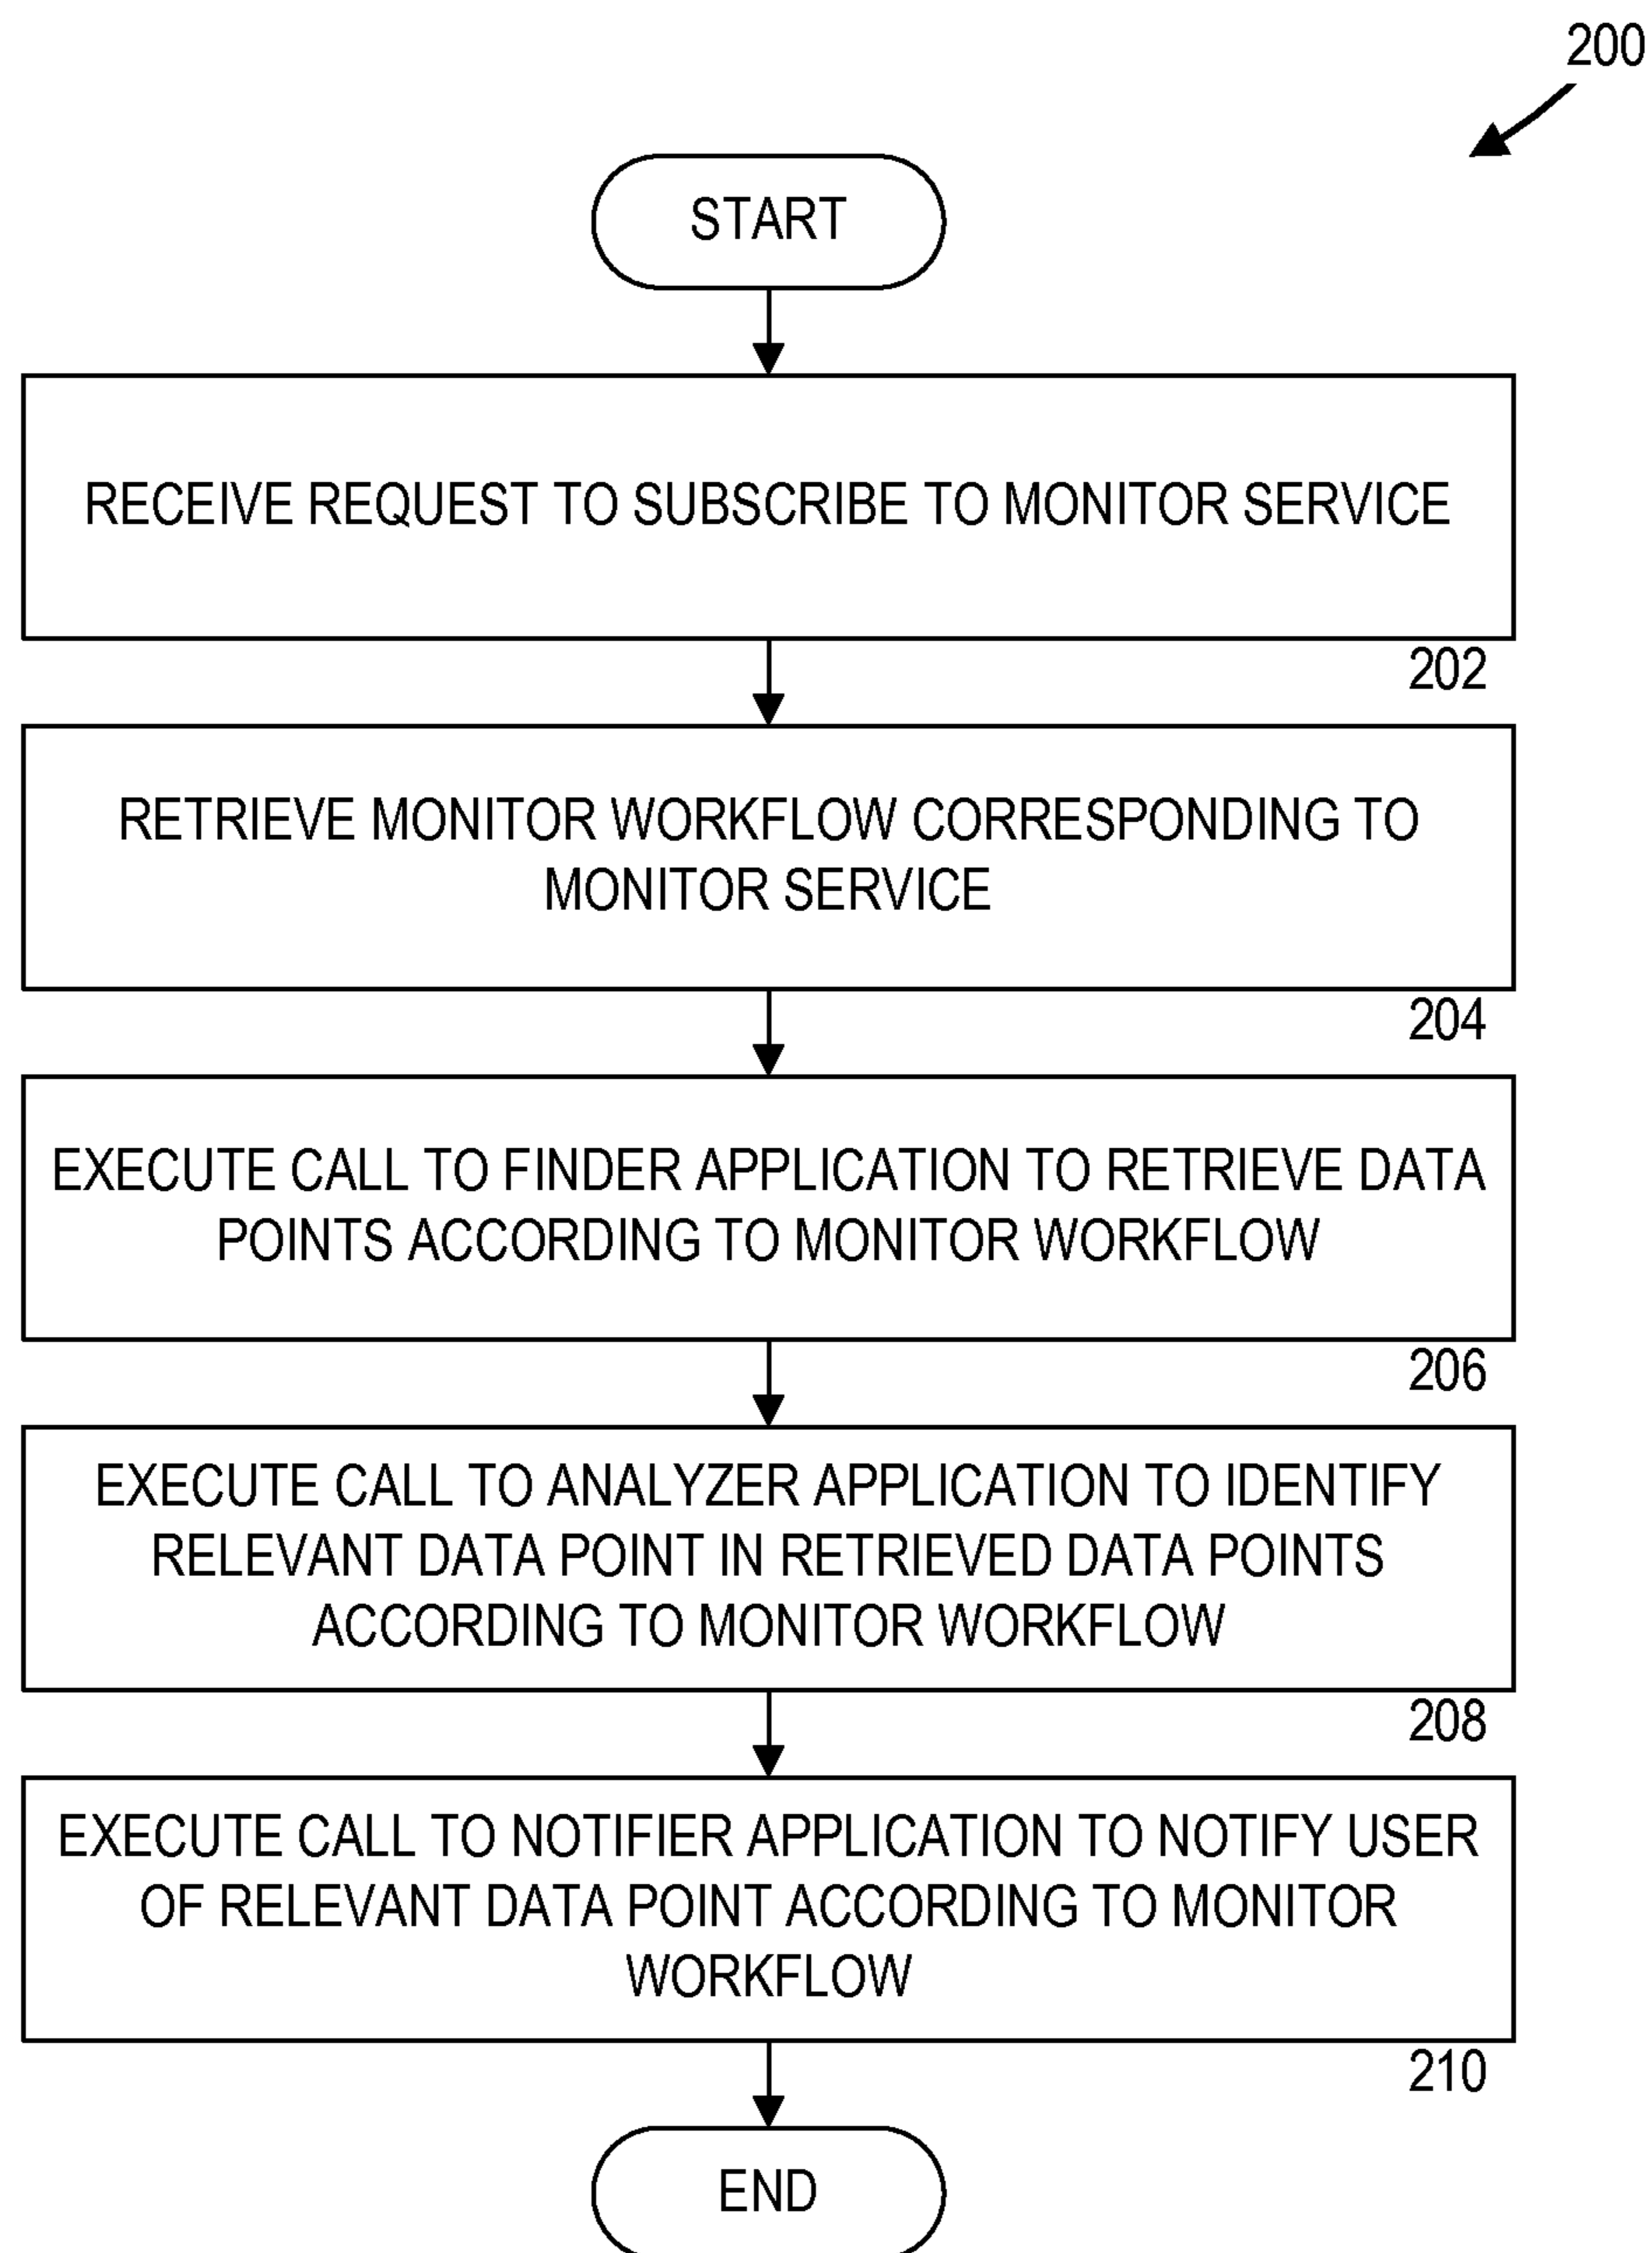 200
START
RECEIVE REQUEST TO SUBSCRIBE TO MONITOR SERVICE
202
RETRIEVE MONITOR WORKFLOW CORRESPONDING TO
MONITOR SERVICE
204
EXECUTE CALL TO FINDER APPLICATION TO RETRIEVE DATA
POINTS ACCORDING TO MONITOR WORKFLOW
206
EXECUTE CALL TO ANALYZER APPLICATION TO IDENTIFY
RELEVANT DATA POINT IN RETRIEVED DATA POINTS
ACCORDING TO MONITOR WORKFLOW
208
EXECUTE CALL TO NOTIFIER APPLICATION TO NOTIFY USER
OF RELEVANT DATA POINT ACCORDING TO MONITOR
WORKFLOW
210
END